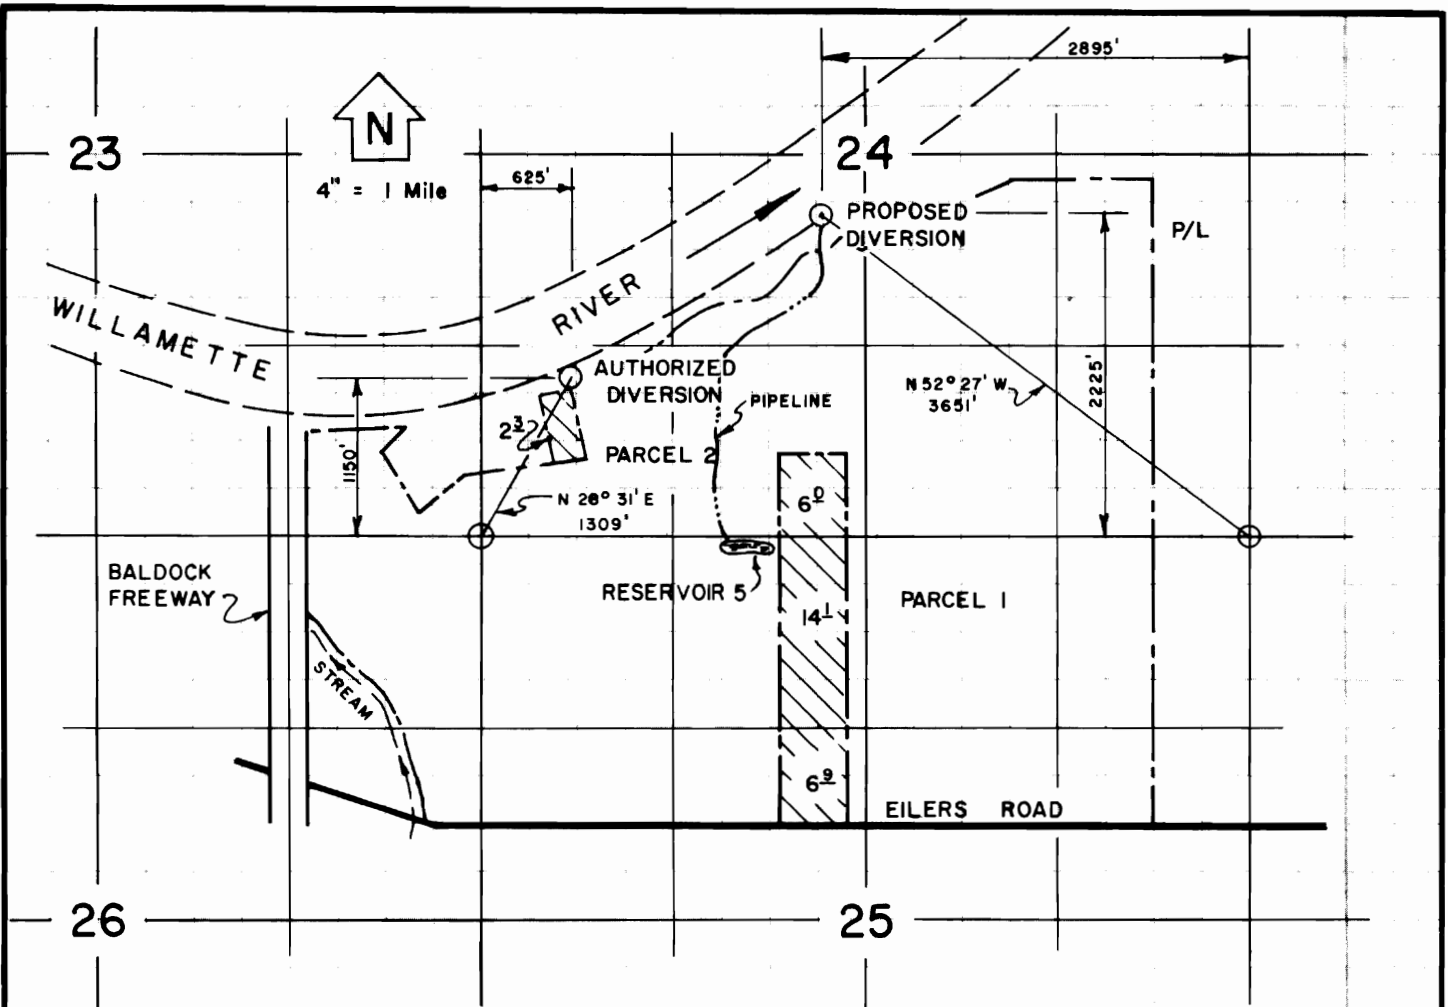 2895'
23
N
24
4" = 1 Mile
625'
PROPOSED
DIVERSION
P/L
WILLAMETTE
RIVER
AUTHORIZED
DIVERSION
N 52° 27' W
3651'
2225'
PIPELINE
2 3
PARCEL 2
1150'
N 28° 31' E
1309'
6 0
BALDOCK
FREEWAY
RESERVOIR 5
14 1
PARCEL 1
STREAM
6 9
EILERS ROAD
26
25